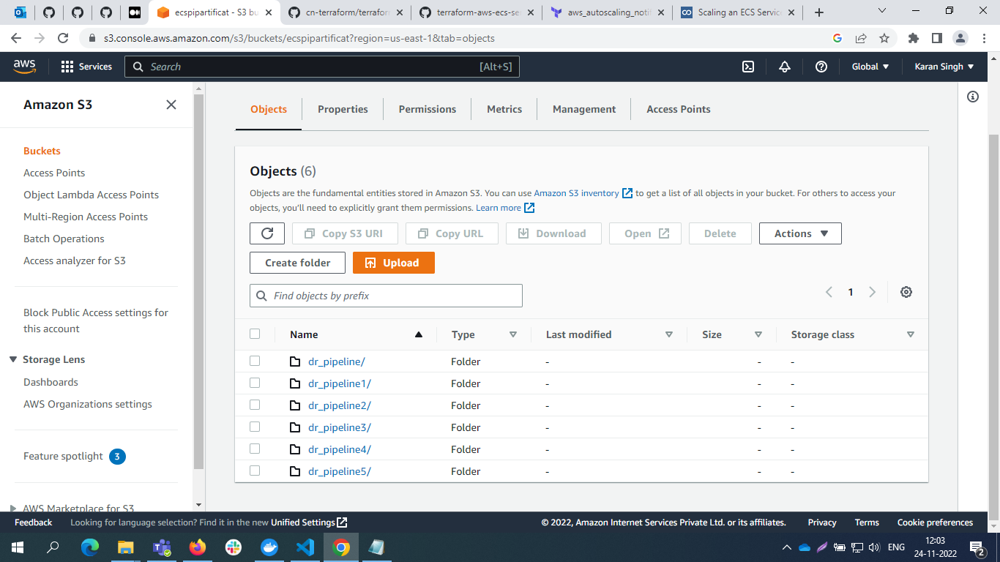 ecspipartificat - S3 bu
cn-terraform/terraform
terraform-aws-ecs-se
aws_autoscaling_notif
Scaling an ECS Service
s3.console.aws.amazon.com/s3/buckets/ecspipartificat?region=us-east-1&tab=objects
aws
Services
Search
[Alt+S]
Global
Karan Singh
Amazon S3
Buckets
Access Points
Object Lambda Access Points
Multi-Region Access Points
Batch Operations
Access analyzer for S3
Block Public Access settings for
this account
Storage Lens
Dashboards
AWS Organizations settings
Feature spotlight 3
AWS Marketplace for S3
Objects
Properties
Permissions
Metrics
Management
Access Points
Objects (6)
Objects are the fundamental entities stored in Amazon S3. You can use Amazon S3 inventory to get a list of all objects in your bucket. For others to access your
objects, you'll need to explicitly grant them permissions. Learn more
Copy S3 URI
Copy URL
Download
Open
Delete
Actions
Create folder
Upload
Find objects by prefix
1
Name Type Last modified Size Storage class
dr_pipeline/ Folder - - -
dr_pipeline1/ Folder - - -
dr_pipeline2/ Folder - - -
dr_pipeline3/ Folder - - -
dr_pipeline4/ Folder - - -
dr_pipeline5/ Folder - - -
Feedback
Looking for language selection? Find it in the new Unified Settings
© 2022, Amazon Internet Services Private Ltd. or its affiliates.
Privacy
Terms
Cookie preferences
ENG
12:03
24-11-2022
2